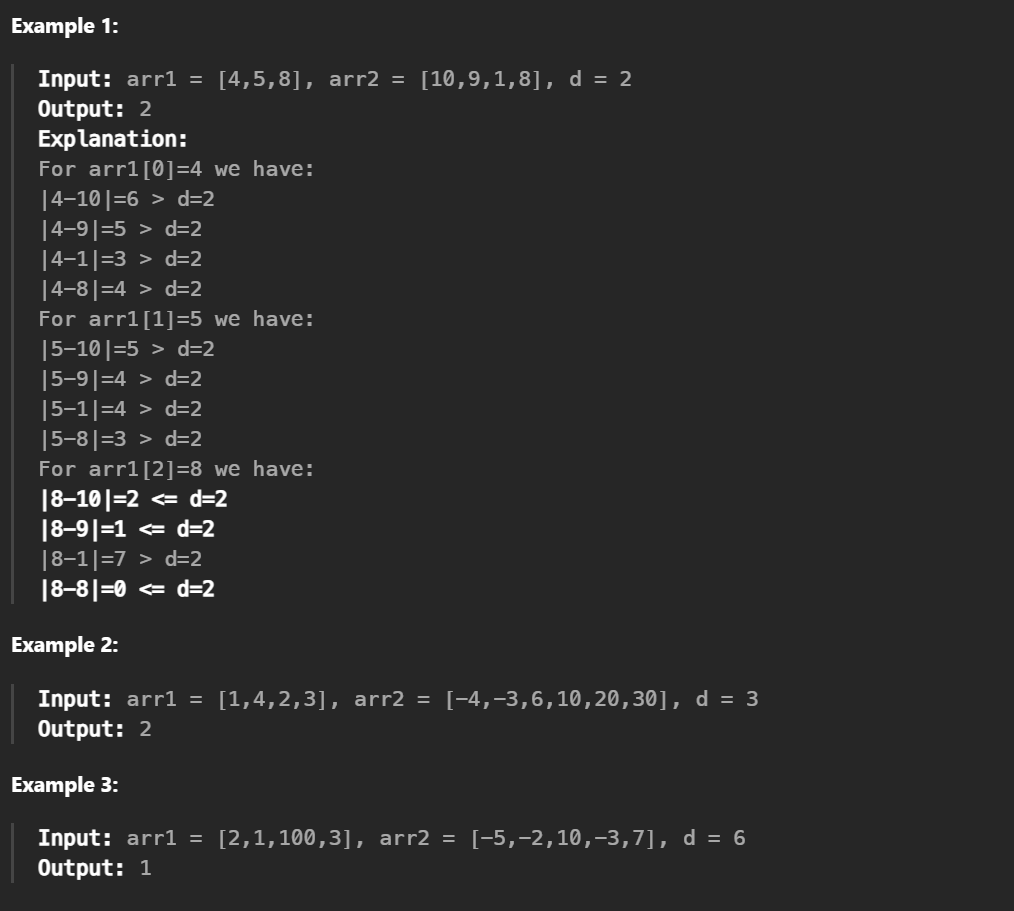 Example 1:
Input: arr1 = [4,5,8], arr2 = [10,9,1,8], d = 2
Output: 2
Explanation:
For arr1[0]=4 we have:
|4-10|=6 > d=2
|4-9|=5 > d=2
|4-1|=3 > d=2
|4-8|=4 > d=2
For arr1[1]=5 we have:
|5-10|=5 > d=2
|5-9|=4 > d=2
|5-1|=4 > d=2
|5-8|=3 > d=2
For arr1[2]=8 we have:
|8-10|=2 <= d=2
|8-9|=1 <= d=2
|8-1|=7 > d=2
|8-8|=0 <= d=2
Example 2:
Input: arr1 = [1,4,2,3], arr2 = [-4,-3,6,10,20,30], d = 3
Output: 2
Example 3:
Input: arr1 = [2,1,100,3], arr2 = [-5,-2,10,-3,7], d = 6
Output: 1